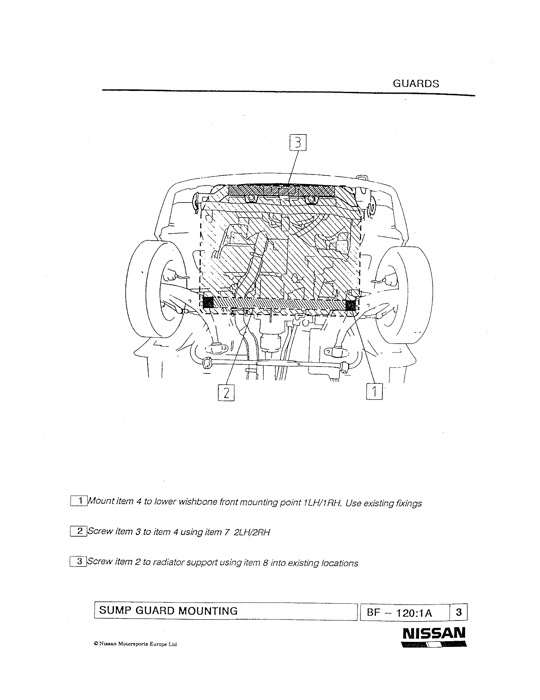 GUARDS
3
2
1
1 Mount item 4 to lower wishbone front mounting point 1LH/1RH. Use existing fixings
2 Screw item 3 to item 4 using item 7 2LH/2RH
3 Screw item 2 to radiator support using item 8 into existing locations
SUMP GUARD MOUNTING BF – 120:1A 3
NISSAN
© Nissan Motorsports Europe Ltd